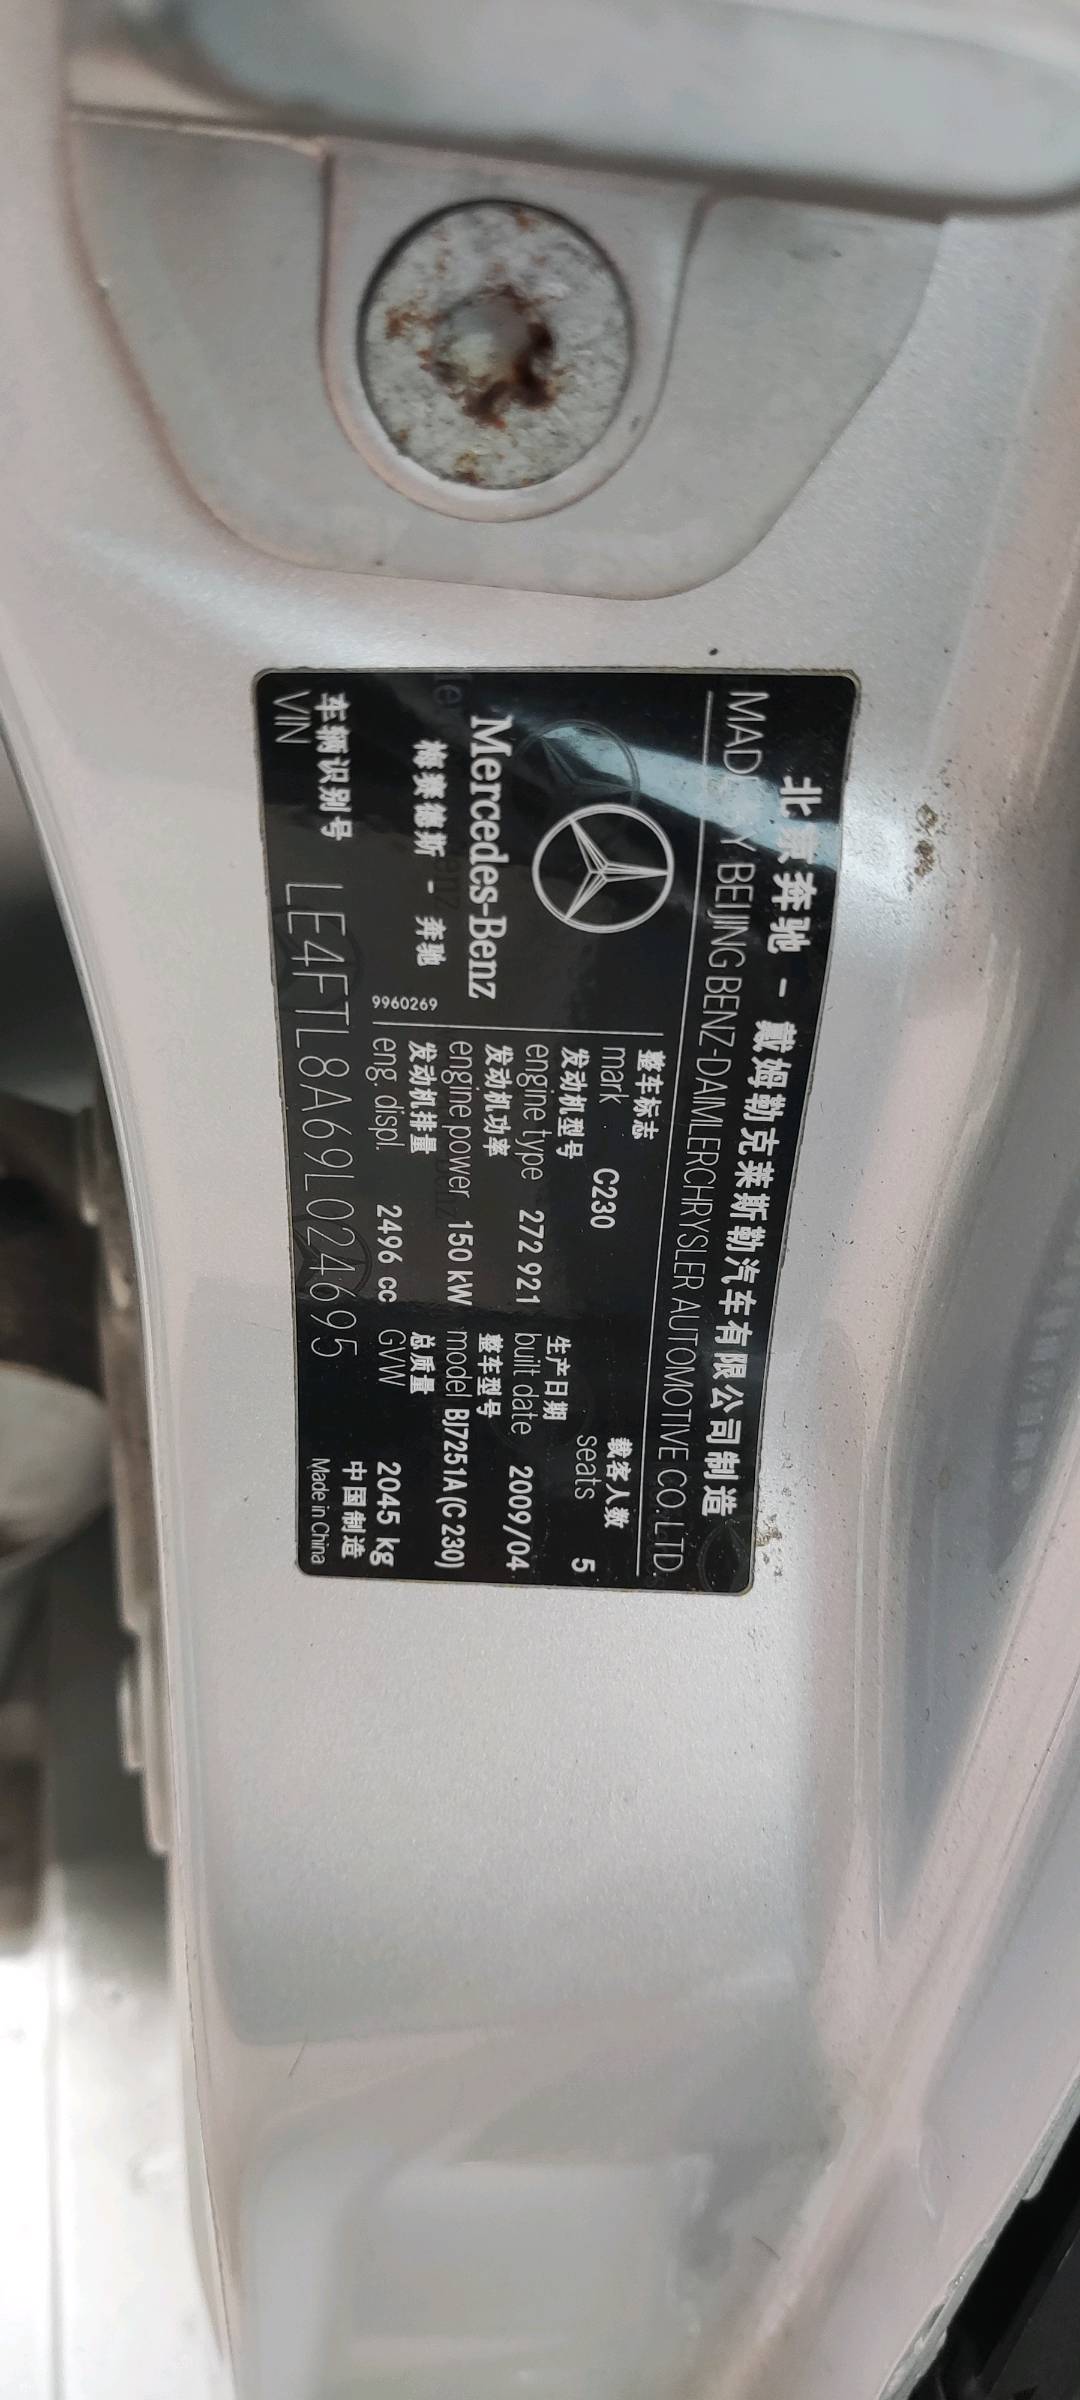 北京奔驰 - 戴姆勒克莱斯勒汽车有限公司制造
MADE BY BEIJING BENZ-DAIMLERCHRYSLER AUTOMOTIVE CO. LTD.
Mercedes-Benz
梅赛德斯 - 奔驰
9960269
整车标志
mark C230
载客人数
seats 5
发动机型号
engine type 272 921
生产日期
built date 2009/04
发动机功率
engine power 150 kW
整车型号
model BJ7251A (C 230)
发动机排量
eng. displ. 2496 cc
总质量
GVW 2045 kg
车辆识别号
VIN LE4FTL8A69L024695
中国制造
Made in China